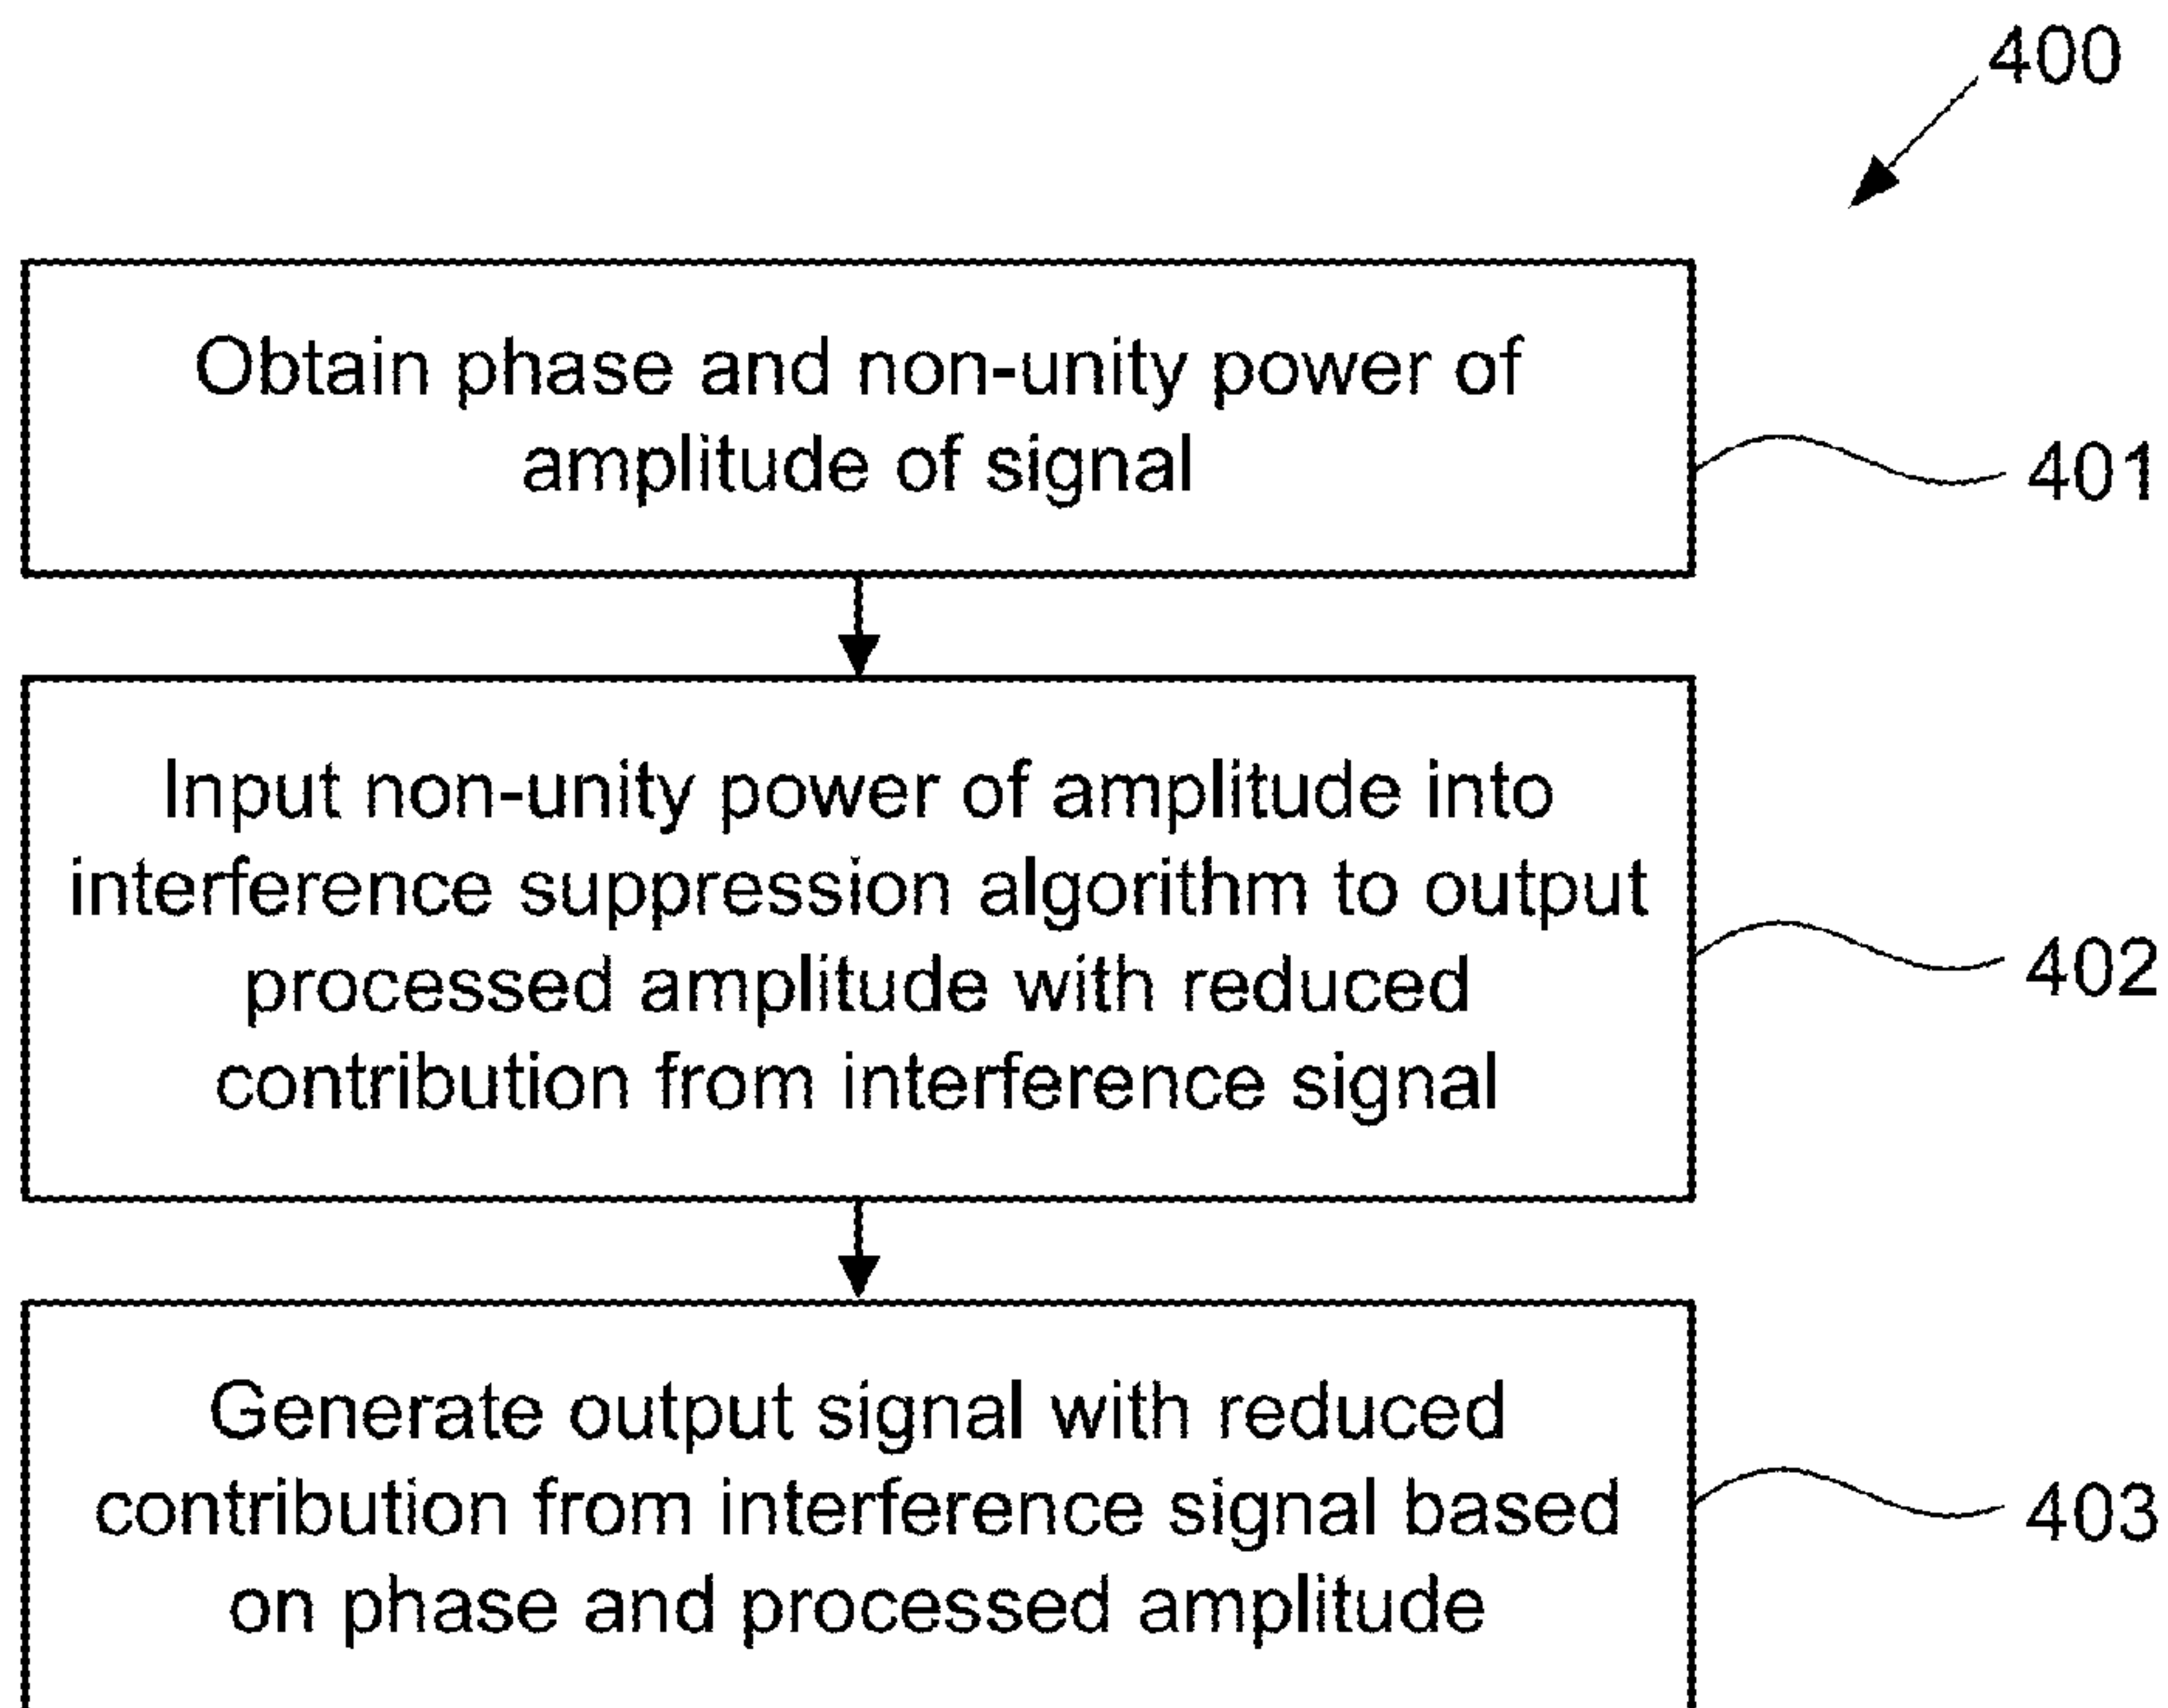 400
Obtain phase and non-unity power of
amplitude of signal
401
Input non-unity power of amplitude into
interference suppression algorithm to output
processed amplitude with reduced
contribution from interference signal
402
Generate output signal with reduced
contribution from interference signal based
on phase and processed amplitude
403